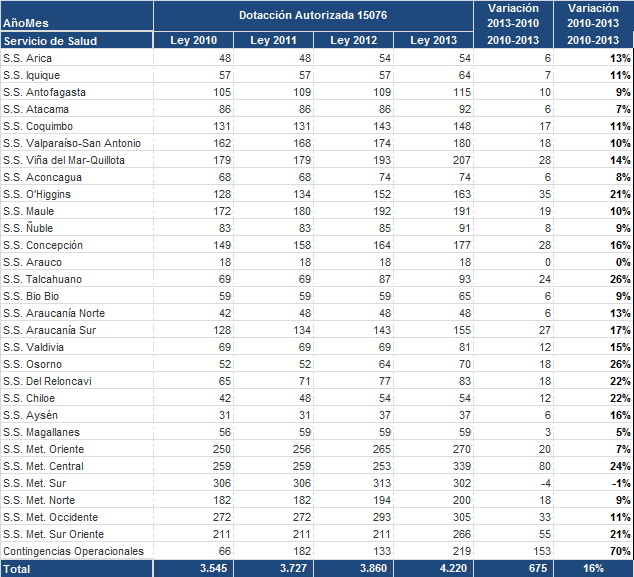 AñoMes Dotacción Autorizada 15076 Variación 2013-2010 Variación 2010-2013
Servicio de Salud Ley 2010 Ley 2011 Ley 2012 Ley 2013 2010-2013 2010-2013
S.S. Arica 48 48 54 54 6 13%
S.S. Iquique 57 57 57 64 7 11%
S.S. Antofagasta 105 109 109 115 10 9%
S.S. Atacama 86 86 86 92 6 7%
S.S. Coquimbo 131 131 143 148 17 11%
S.S. Valparaíso-San Antonio 162 168 174 180 18 10%
S.S. Viña del Mar-Quillota 179 179 193 207 28 14%
S.S. Aconcagua 68 68 74 74 6 8%
S.S. O'Higgins 128 134 152 163 35 21%
S.S. Maule 172 180 192 191 19 10%
S.S. Ñuble 83 83 85 91 8 9%
S.S. Concepción 149 158 164 177 28 16%
S.S. Arauco 18 18 18 18 0 0%
S.S. Talcahuano 69 69 87 93 24 26%
S.S. Bio Bio 59 59 59 65 6 9%
S.S. Araucanía Norte 42 48 48 48 6 13%
S.S. Araucanía Sur 128 134 143 155 27 17%
S.S. Valdivia 69 69 69 81 12 15%
S.S. Osorno 52 52 64 70 18 26%
S.S. Del Reloncavi 65 71 77 83 18 22%
S.S. Chiloe 42 48 54 54 12 22%
S.S. Aysén 31 31 37 37 6 16%
S.S. Magallanes 56 59 59 59 3 5%
S.S. Met. Oriente 250 256 265 270 20 7%
S.S. Met. Central 259 259 253 339 80 24%
S.S. Met. Sur 306 306 313 302 -4 -1%
S.S. Met. Norte 182 182 194 200 18 9%
S.S. Met. Occidente 272 272 293 305 33 11%
S.S. Met. Sur Oriente 211 211 211 266 55 21%
Contingencias Operacionales 66 182 133 219 153 70%
Total 3.545 3.727 3.860 4.220 675 16%